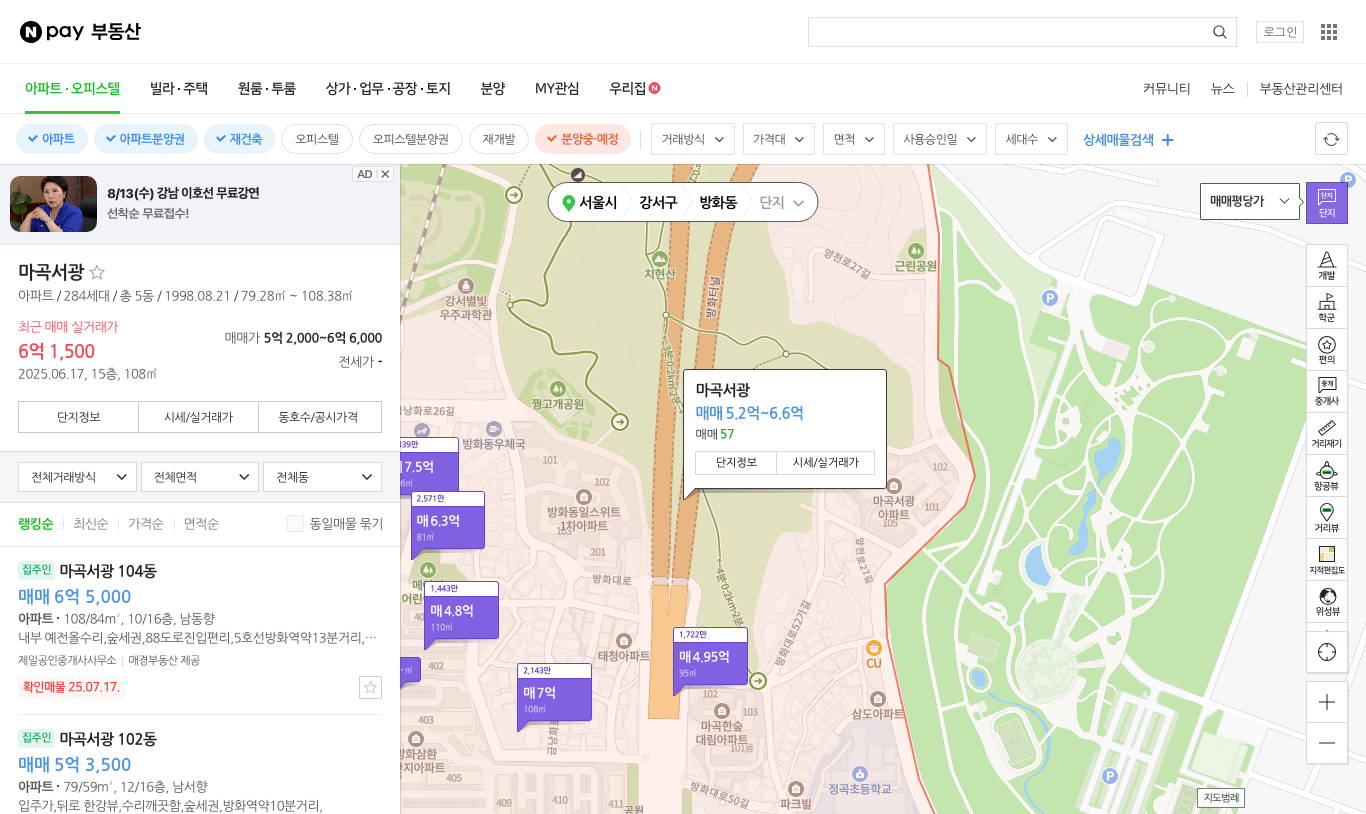 N pay 부동산
로그인
아파트·오피스텔
빌라·주택
원룸·투룸
상가·업무·공장·토지
분양
MY관심
우리집 N
커뮤니티
뉴스
부동산관리센터
아파트
아파트분양권
재건축
오피스텔
오피스텔분양권
재개발
분양중·예정
거래방식
가격대
면적
사용승인일
세대수
상세매물검색
AD
8/13(수) 강남 이호선 무료강연
선착순 무료접수!
마곡서광
아파트 / 284세대 / 총 5동 / 1998.08.21 / 79.28㎡ ~ 108.38㎡
최근 매매 실거래가
6억 1,500
2025.06.17, 15층, 108㎡
매매가 5억 2,000~6억 6,000
전세가 -
단지정보
시세/실거래가
동호수/공시가격
전체거래방식
전체면적
전체동
랭킹순
최신순
가격순
면적순
동일매물 묶기
집주인 마곡서광 104동
매매 6억 5,000
아파트 · 108/84m², 10/16층, 남동향
내부 예전올수리,숲세권,88도로진입편리,5호선방화역약13분거리,…
제일공인중개사사무소 | 매경부동산 제공
확인매물 25.07.17.
집주인 마곡서광 102동
매매 5억 3,500
아파트 · 79/59m², 12/16층, 남서향
입주가,뒤로 한강뷰,수리깨끗함,숲세권,방화역약10분거리,
서울시
강서구
방화동
단지
매매평당가
단지
단지
개발
학군
편의
중개
중개사
거리재기
항공뷰
거리뷰
지적편집도
위성뷰
지도범례
마곡서광
매매 5.2억~6.6억
매매 57
단지정보
시세/실거래가
치현산
방화터널
양천로27길
근린공원
P
P
P
강서별빛
우주과학관
꿩고개공원
금낭화로26길
방화동우체국
101
102
방화동일스위트
1차아파트
103
201
방화대로
102
마곡서광
아파트
101
105
양천로27길
방화대로52가길
CU
삼도아파트
정곡초등학교
파크빌
마곡한숲
대림아파트
101동
102
103
태청아파트
방화대로50길
402
403
405
409
410
411
공원
839만
7.5억
2,571만
매 6.3억
81㎡
1,443만
매 4.8억
110㎡
2,143만
매 7억
108㎡
1,722만
매 4.95억
95㎡